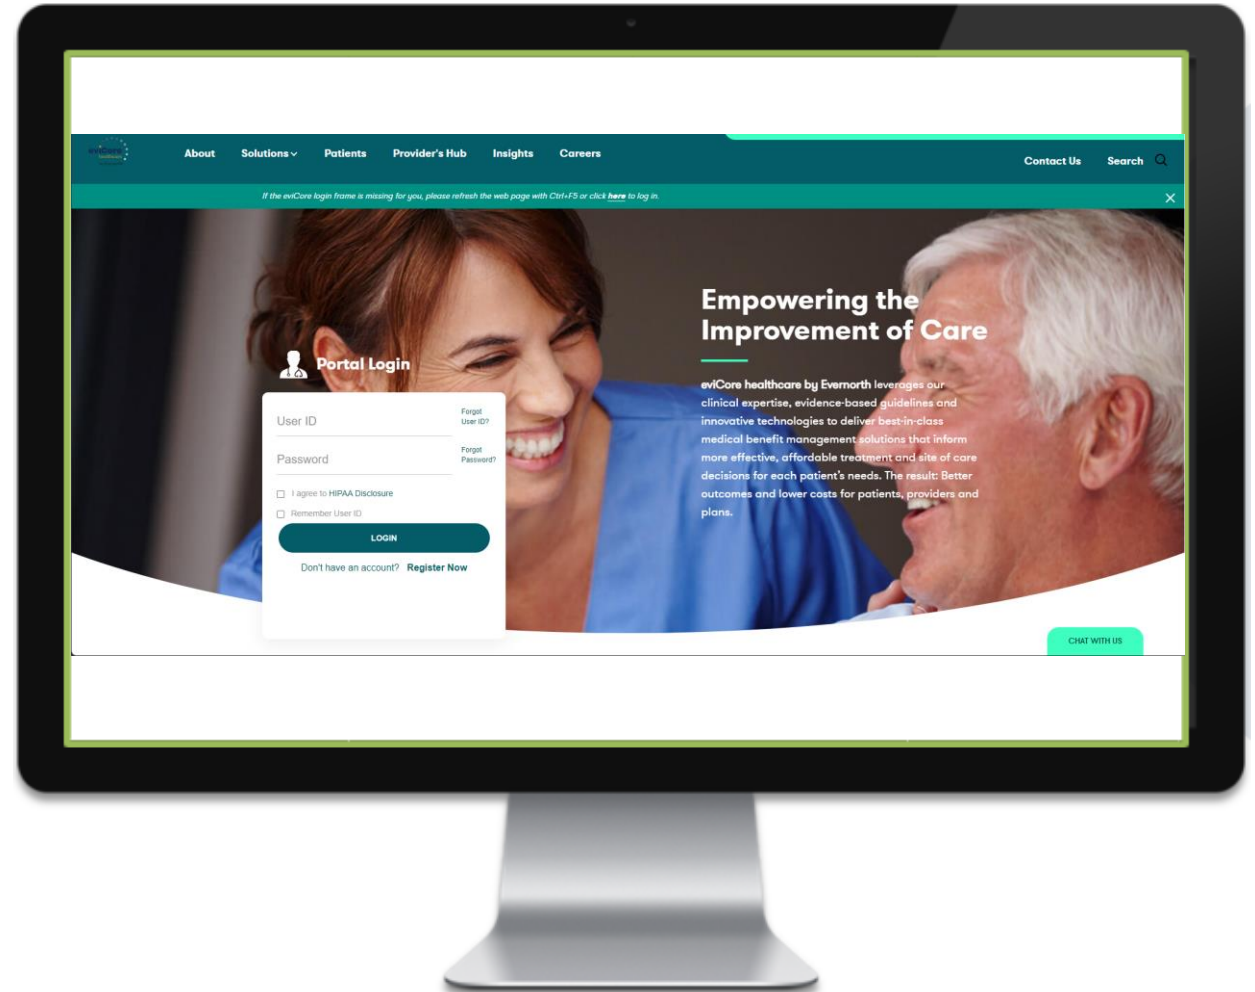 eviCore
healthcare
About Solutions Patients Provider's Hub Insights Careers
Contact Us Search
If the eviCore login frame is missing for you, please refresh the web page with Ctrl+F5 or click here to log in.
Empowering the
Improvement of Care
eviCore healthcare by Evernorth leverages our
clinical expertise, evidence-based guidelines and
innovative technologies to deliver best-in-class
medical benefit management solutions that inform
more effective, affordable treatment and site of care
decisions for each patient's needs. The result: Better
outcomes and lower costs for patients, providers and
plans.
Portal Login
User ID
Forgot
User ID?
Password
Forgot
Password?
I agree to HIPAA Disclosure
Remember User ID
LOGIN
Don't have an account? Register Now
CHAT WITH US